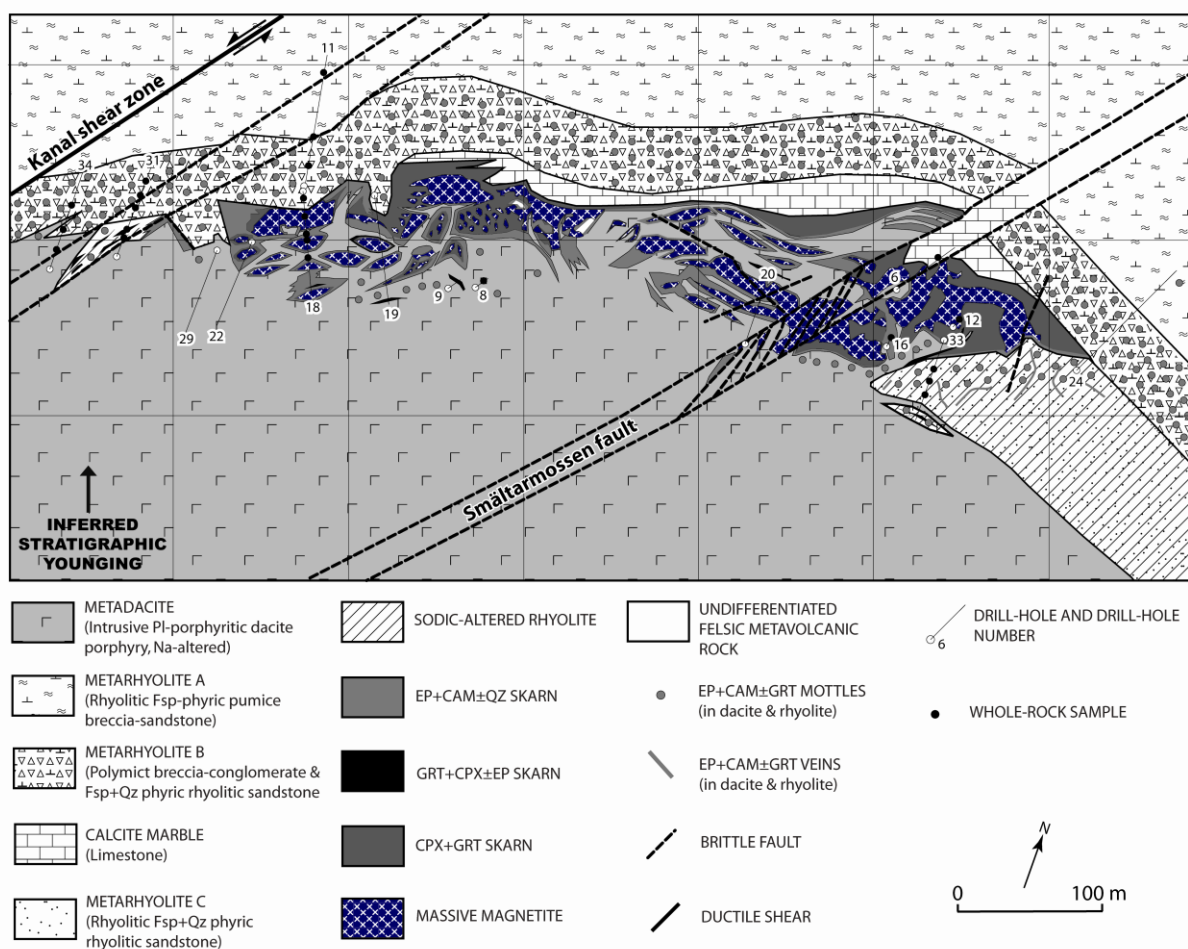 11
Kanal-shear zone
34
31
29
22
18
19
9
8
20
6
12
16
33
24
Smältarmossen fault
INFERRED
STRATIGRAPHIC
YOUNGING
METADACITE
(Intrusive Pl-porphyritic dacite
porphyry, Na-altered)
METARHYOLITE A
(Rhyolitic Fsp-phyric pumice
breccia-sandstone)
METARHYOLITE B
(Polymict breccia-conglomerate &
Fsp+Qz phyric rhyolitic sandstone
CALCITE MARBLE
(Limestone)
METARHYOLITE C
(Rhyolitic Fsp+Qz phyric
rhyolitic sandstone)
SODIC-ALTERED RHYOLITE
EP+CAM±QZ SKARN
GRT+CPX±EP SKARN
CPX+GRT SKARN
MASSIVE MAGNETITE
UNDIFFERENTIATED
FELSIC METAVOLCANIC
ROCK
EP+CAM±GRT MOTTLES
(in dacite & rhyolite)
EP+CAM±GRT VEINS
(in dacite & rhyolite)
BRITTLE FAULT
DUCTILE SHEAR
6
DRILL-HOLE AND DRILL-HOLE
NUMBER
WHOLE-ROCK SAMPLE
N
0 100 m